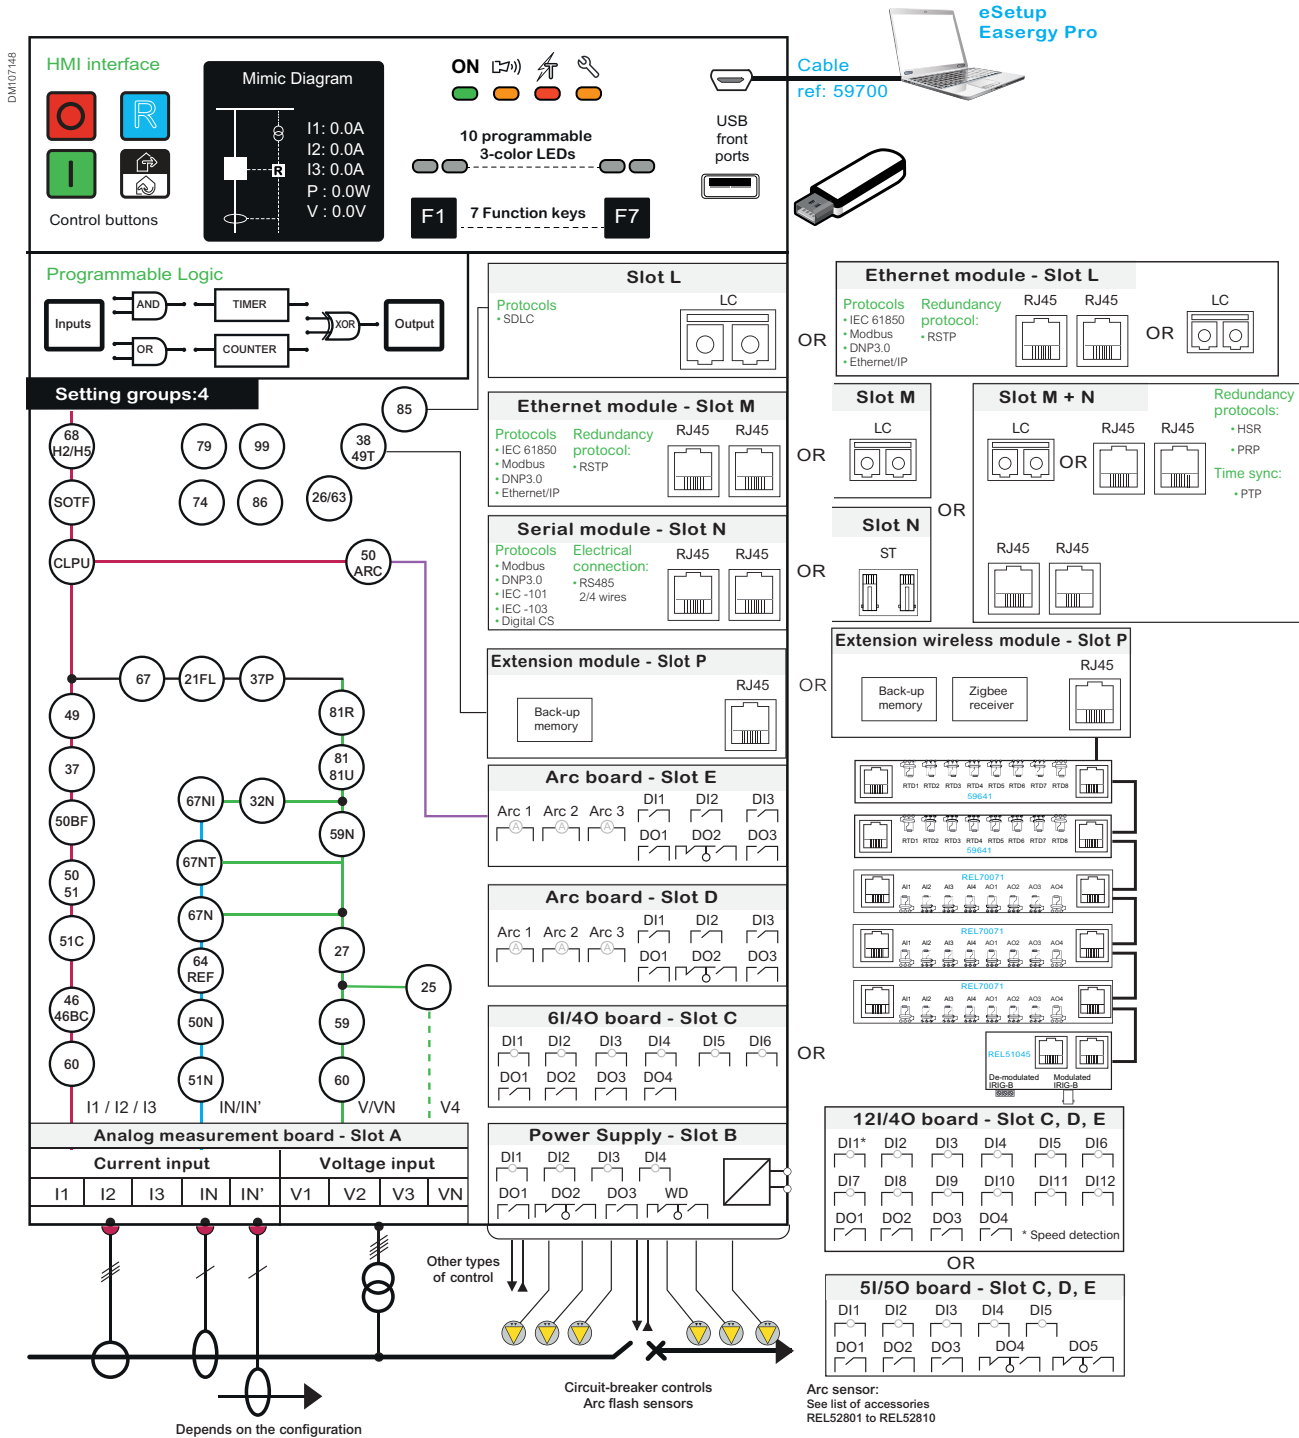 DM107148
eSetup
Easergy Pro
Cable
ref: 59700
HMI interface
Control buttons
Mimic Diagram
R
I1: 0.0A
I2: 0.0A
I3: 0.0A
P : 0.0W
V : 0.0V
ON
10 programmable
3-color LEDs
F1 7 Function keys F7
USB
front
ports
Programmable Logic
Inputs
AND
OR
TIMER
COUNTER
XOR
Output
Setting groups:4
Slot L
Protocols
• SDLC
LC
OR
Ethernet module - Slot L
Protocols
• IEC 61850
• Modbus
• DNP3.0
• Ethernet/IP
Redundancy
protocol:
• RSTP
RJ45 RJ45
OR
LC
Ethernet module - Slot M
Protocols
• IEC 61850
• Modbus
• DNP3.0
• Ethernet/IP
Redundancy
protocol:
• RSTP
RJ45 RJ45
OR
Slot M
LC
OR
Slot M + N
LC
OR
RJ45 RJ45
RJ45 RJ45
Redundancy
protocols:
• HSR
• PRP
Time sync:
• PTP
Serial module - Slot N
Protocols
• Modbus
• DNP3.0
• IEC -101
• IEC -103
• Digital CS
Electrical
connection:
• RS485
2/4 wires
RJ45 RJ45
OR
Slot N
ST
Extension module - Slot P
Back-up
memory
RJ45
OR
Extension wireless module - Slot P
Back-up
memory
Zigbee
receiver
RJ45
RTD1 RTD2 RTD3 RTD4 RTD5 RTD6 RTD7 RTD8
59641
RTD1 RTD2 RTD3 RTD4 RTD5 RTD6 RTD7 RTD8
59641
REL70071
AI1 AI2 AI3 AI4 AO1 AO2 AO3 AO4
REL70071
AI1 AI2 AI3 AI4 AO1 AO2 AO3 AO4
REL70071
AI1 AI2 AI3 AI4 AO1 AO2 AO3 AO4
REL51045
De-modulated
IRIG-B
Modulated
IRIG-B
68
H2/H5
79
99
85
38
49T
SOTF
74
86
26/63
CLPU
50
ARC
67
21FL
37P
49
81R
37
81
81U
67NI
32N
50BF
59N
67NT
50
51
67N
51C
27
64
REF
25
46
46BC
50N
59
60
51N
60
I1 / I2 / I3 IN/IN' V/VN V4
Arc board - Slot E
Arc 1 Arc 2 Arc 3 DI1 DI2 DI3
A A A
DO1 DO2 DO3
Arc board - Slot D
Arc 1 Arc 2 Arc 3 DI1 DI2 DI3
A A A
DO1 DO2 DO3
6I/4O board - Slot C
DI1 DI2 DI3 DI4 DI5 DI6
DO1 DO2 DO3 DO4
OR
Analog measurement board - Slot A
Current input Voltage input
I1 I2 I3 IN IN' V1 V2 V3 VN
Power Supply - Slot B
DI1 DI2 DI3 DI4
DO1 DO2 DO3 WD
12I/4O board - Slot C, D, E
DI1* DI2 DI3 DI4 DI5 DI6
DI7 DI8 DI9 DI10 DI11 DI12
DO1 DO2 DO3 DO4
* Speed detection
OR
5I/5O board - Slot C, D, E
DI1 DI2 DI3 DI4 DI5
DO1 DO2 DO3 DO4 DO5
Other types
of control
Circuit-breaker controls
Arc flash sensors
Depends on the configuration
Arc sensor:
See list of accessories
REL52801 to REL52810